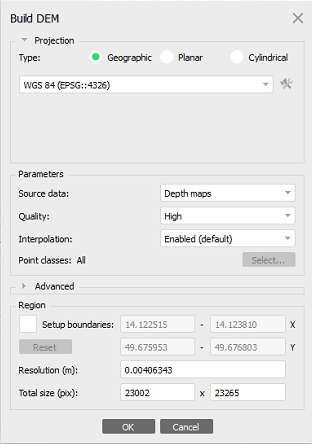 Build DEM
Projection
Type: Geographic Planar Cylindrical
WGS 84 (EPSG::4326)
Parameters
Source data: Depth maps
Quality: High
Interpolation: Enabled (default)
Point classes: All Select...
Advanced
Region
Setup boundaries: 14.122515 - 14.123810 X
Reset 49.675953 - 49.676803 Y
Resolution (m): 0.00406343
Total size (pix): 23002 x 23265
OK Cancel